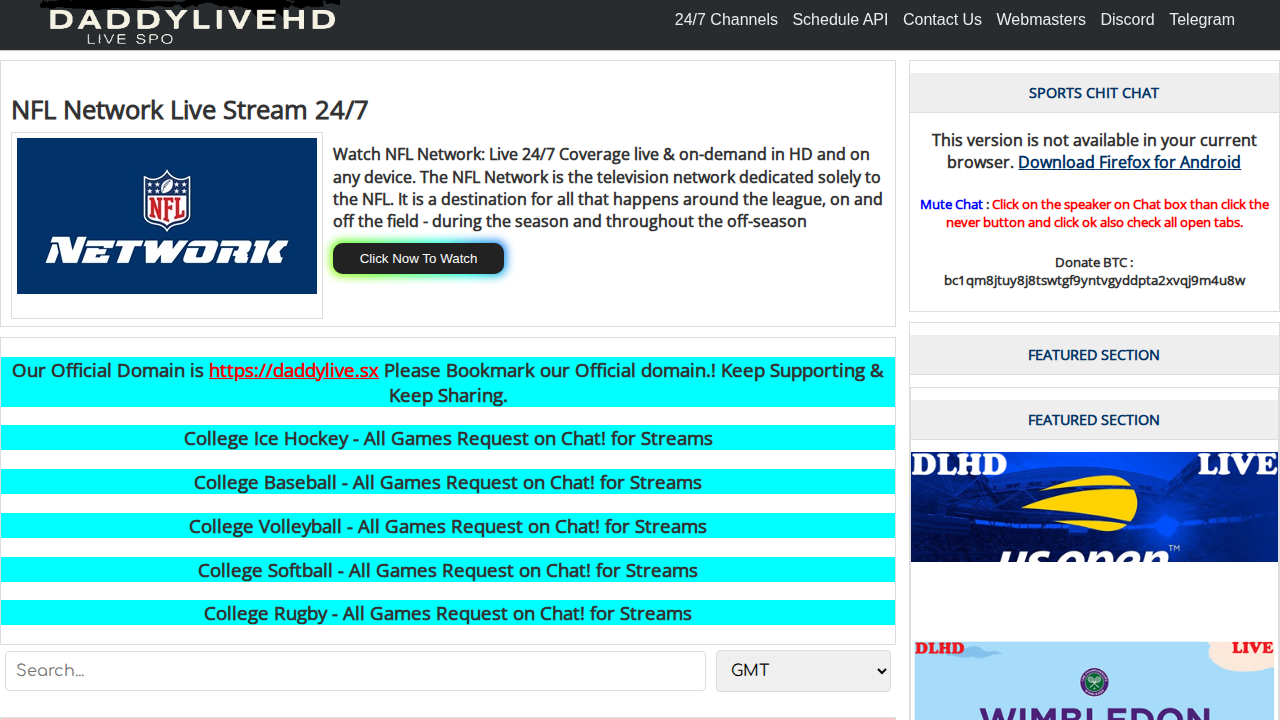 DADDYLIVEHD
LIVE SPO
24/7 Channels Schedule API Contact Us Webmasters Discord Telegram
NFL Network Live Stream 24/7
NFL
NETWORK
Watch NFL Network: Live 24/7 Coverage live & on-demand in HD and on
any device. The NFL Network is the television network dedicated solely to
the NFL. It is a destination for all that happens around the league, on and
off the field - during the season and throughout the off-season
Click Now To Watch
Our Official Domain is https://daddylive.sx Please Bookmark our Official domain.! Keep Supporting &
Keep Sharing.
College Ice Hockey - All Games Request on Chat! for Streams
College Baseball - All Games Request on Chat! for Streams
College Volleyball - All Games Request on Chat! for Streams
College Softball - All Games Request on Chat! for Streams
College Rugby - All Games Request on Chat! for Streams
Search...
GMT
SPORTS CHIT CHAT
This version is not available in your current
browser. Download Firefox for Android
Mute Chat : Click on the speaker on Chat box than click the
never button and click ok also check all open tabs.
Donate BTC :
bc1qm8jtuy8j8tswtgf9yntvgyddpta2xvqj9m4u8w
FEATURED SECTION
FEATURED SECTION
DLHD LIVE
us open TM
DLHD LIVE
WIMBLEDON